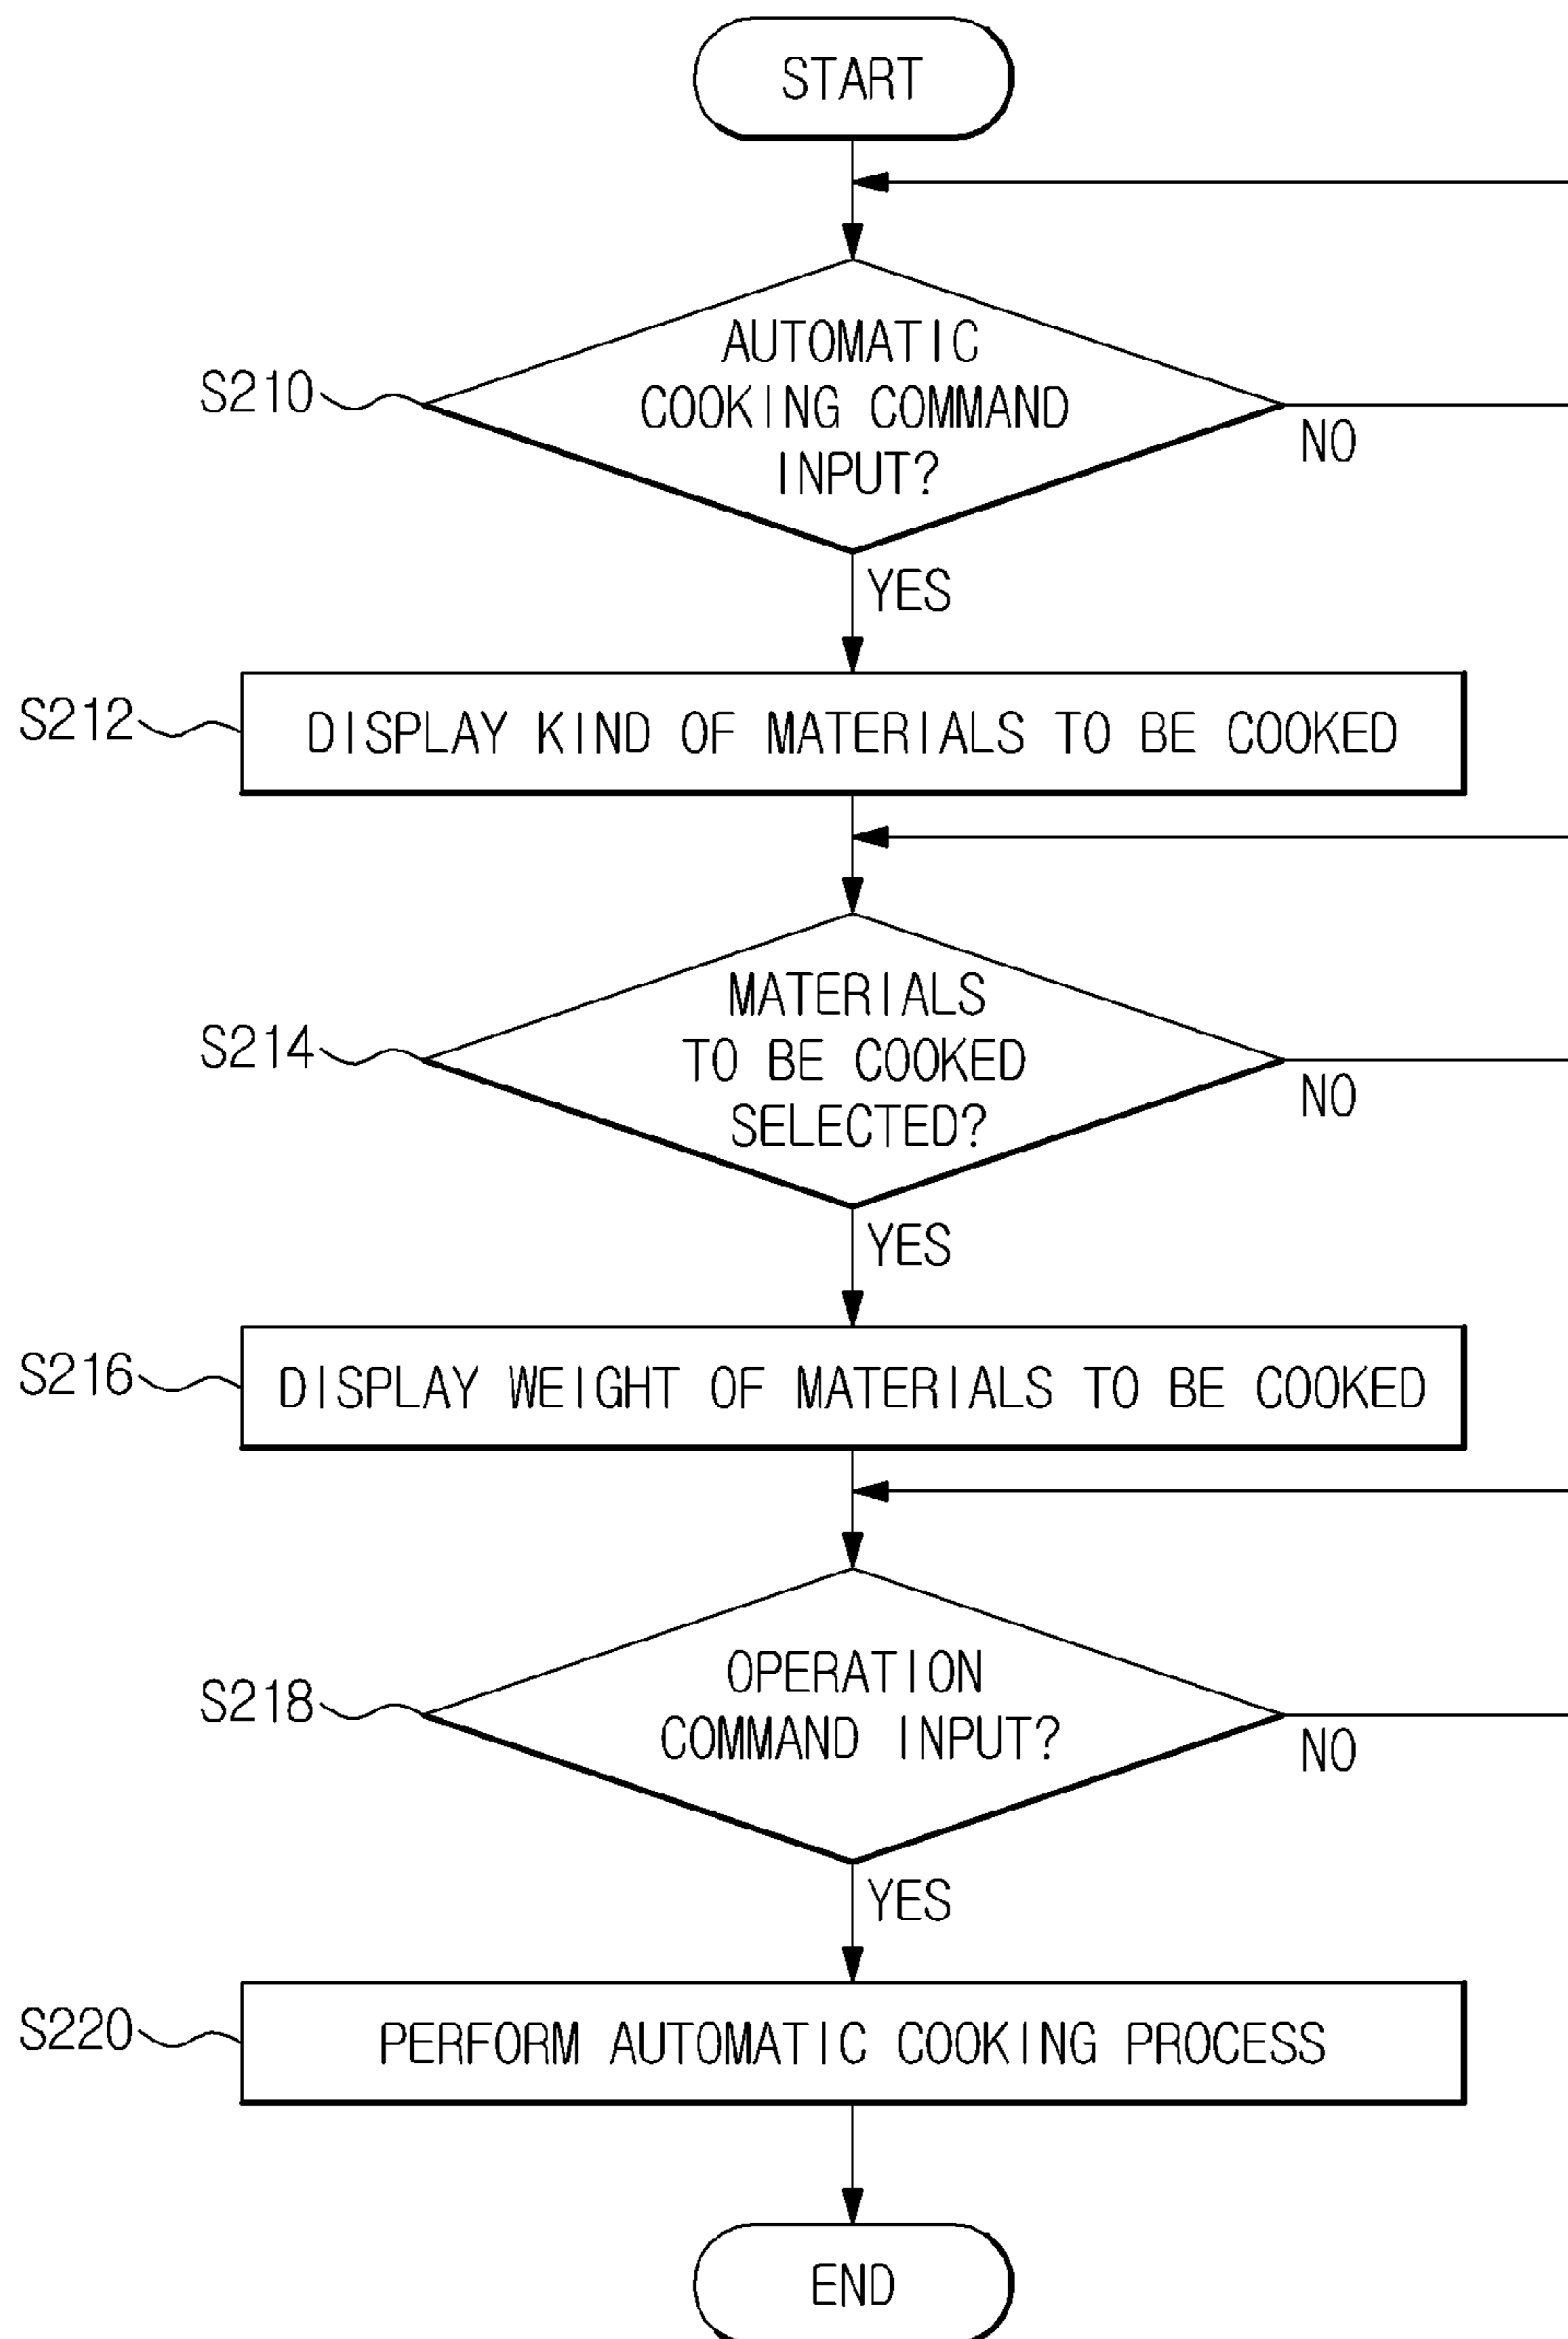 START
AUTOMATIC
COOKING COMMAND
INPUT?
S210
NO
YES
S212
DISPLAY KIND OF MATERIALS TO BE COOKED
MATERIALS
TO BE COOKED
SELECTED?
S214
NO
YES
S216
DISPLAY WEIGHT OF MATERIALS TO BE COOKED
OPERATION
COMMAND INPUT?
S218
NO
YES
S220
PERFORM AUTOMATIC COOKING PROCESS
END